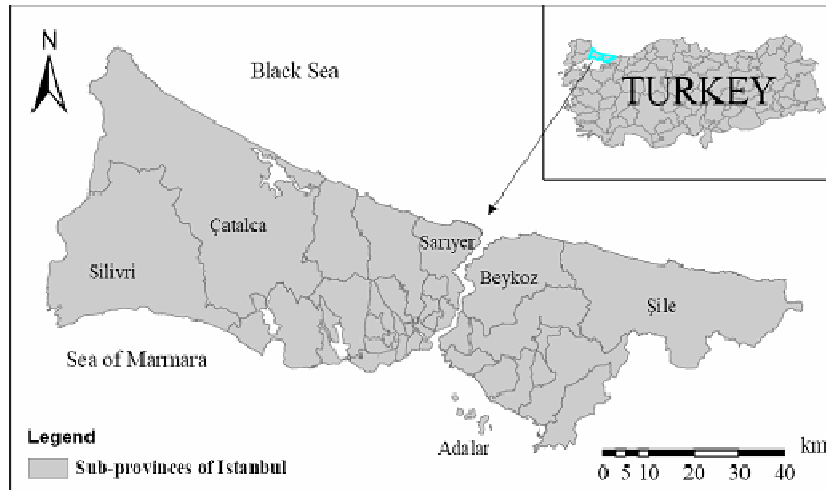 N
Black Sea
TURKEY
Çatalca
Sarıyer
Silivri
Beykoz
Şile
Sea of Marmara
Adalar
Legend
Sub-provinces of Istanbul
km
0 5 10 20 30 40